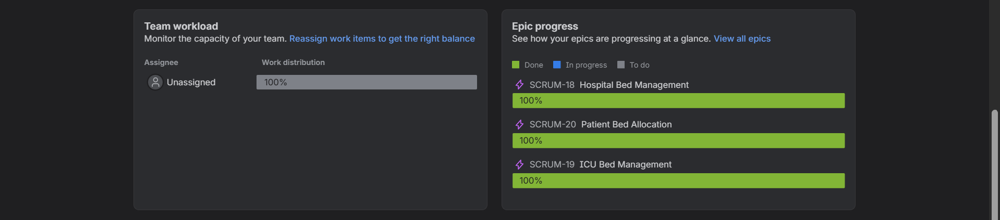 Team workload
Monitor the capacity of your team. Reassign work items to get the right balance
Assignee Work distribution
Unassigned 100%
Epic progress
See how your epics are progressing at a glance. View all epics
Done In progress To do
SCRUM-18 Hospital Bed Management
100%
SCRUM-20 Patient Bed Allocation
100%
SCRUM-19 ICU Bed Management
100%